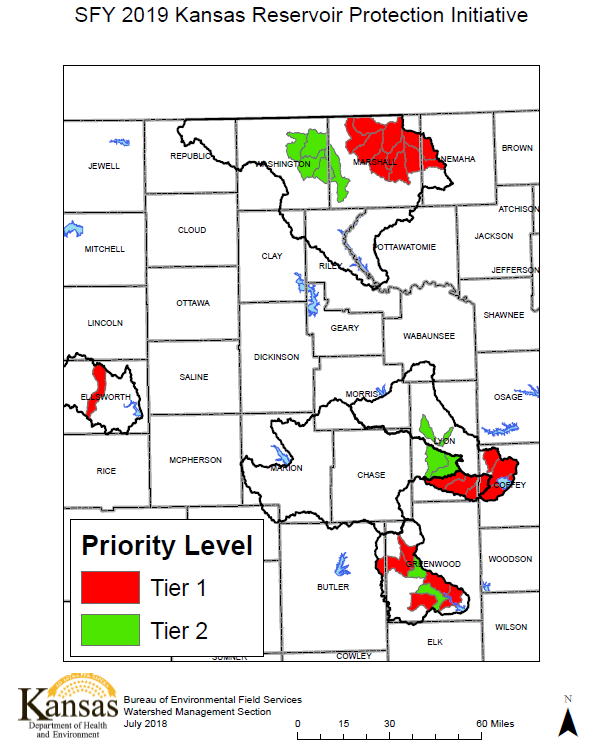 SFY 2019 Kansas Reservoir Protection Initiative
JEWELL
REPUBLIC
WASHINGTON
MARSHALL
NEMAHA
BROWN
ATCHISON
MITCHELL
CLOUD
CLAY
RILEY
POTTAWATOMIE
JACKSON
JEFFERSON
LINCOLN
OTTAWA
GEARY
WABAUNSEE
SHAWNEE
DICKINSON
ELLSWORTH
SALINE
MORRIS
OSAGE
LYON
RICE
MCPHERSON
MARION
CHASE
COFFEY
Priority Level
Tier 1
Tier 2
BUTLER
GREENWOOD
WOODSON
WILSON
ELK
SUMNER
COWLEY
Kansas
Department of Health
and Environment
Bureau of Environmental Field Services
Watershed Management Section
July 2018
0 15 30 60 Miles
N